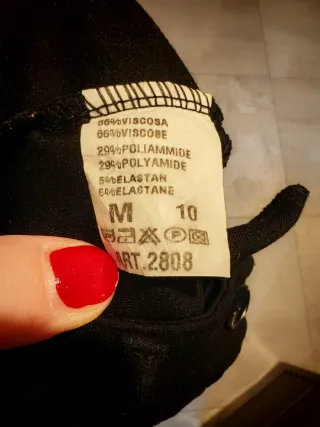 66%VISCOSA
66%VISCOSE
29%POLIAMMIDE
29%POLYAMIDE
5%ELASTAN
5%ELASTANE
M 10
ART.2808